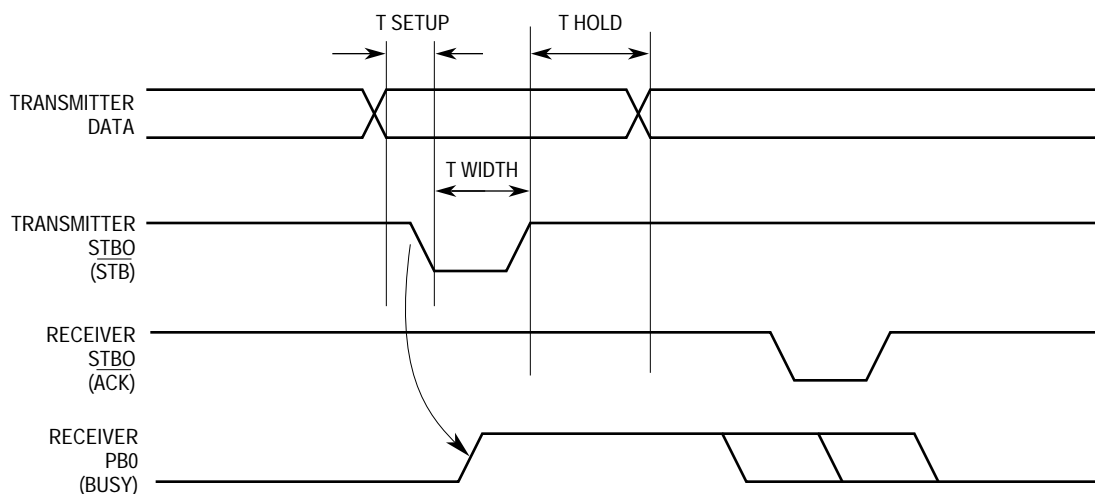 T SETUP
T HOLD
TRANSMITTER
DATA
T WIDTH
TRANSMITTER
STBO
(STB)
RECEIVER
STBO
(ACK)
RECEIVER
PB0
(BUSY)